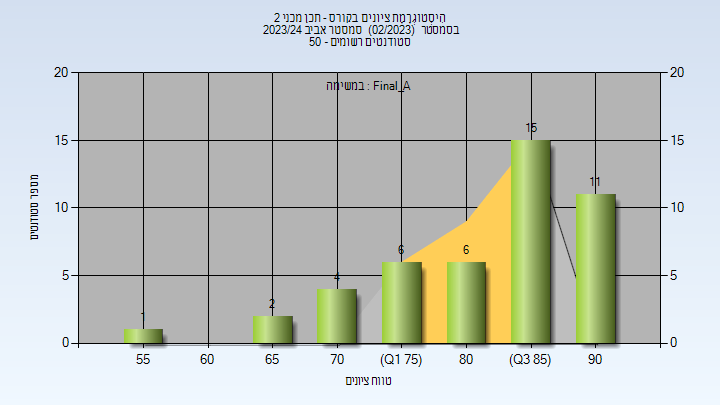 היסטוגרמת ציונים בקורס - תכן מכני 2
בסמסטר (02/2023) סמסטר אביב 2023/24
סטודנטים רשומים - 50
במשימה : Final_A
מספר סטודנטים
20
15
10
5
0
20
15
10
5
0
1
2
4
6
6
15
11
55
60
65
70
(Q1 75)
80
(Q3 85)
90
טווח ציונים